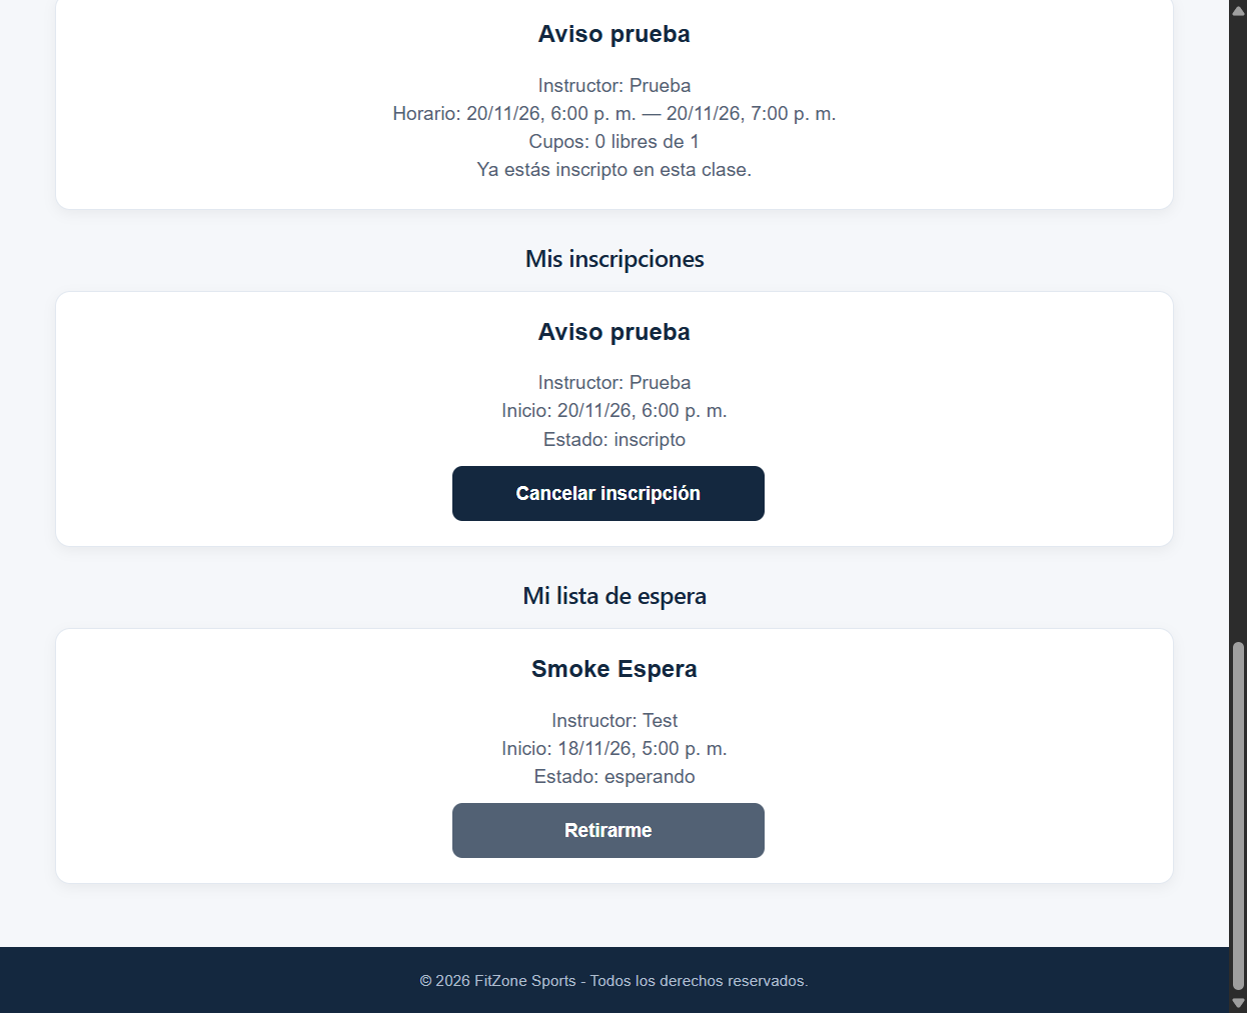 Aviso prueba
Instructor: Prueba
Horario: 20/11/26, 6:00 p. m. — 20/11/26, 7:00 p. m.
Cupos: 0 libres de 1
Ya estás inscripto en esta clase.
Mis inscripciones
Aviso prueba
Instructor: Prueba
Inicio: 20/11/26, 6:00 p. m.
Estado: inscripto
Cancelar inscripción
Mi lista de espera
Smoke Espera
Instructor: Test
Inicio: 18/11/26, 5:00 p. m.
Estado: esperando
Retirarme
© 2026 FitZone Sports - Todos los derechos reservados.